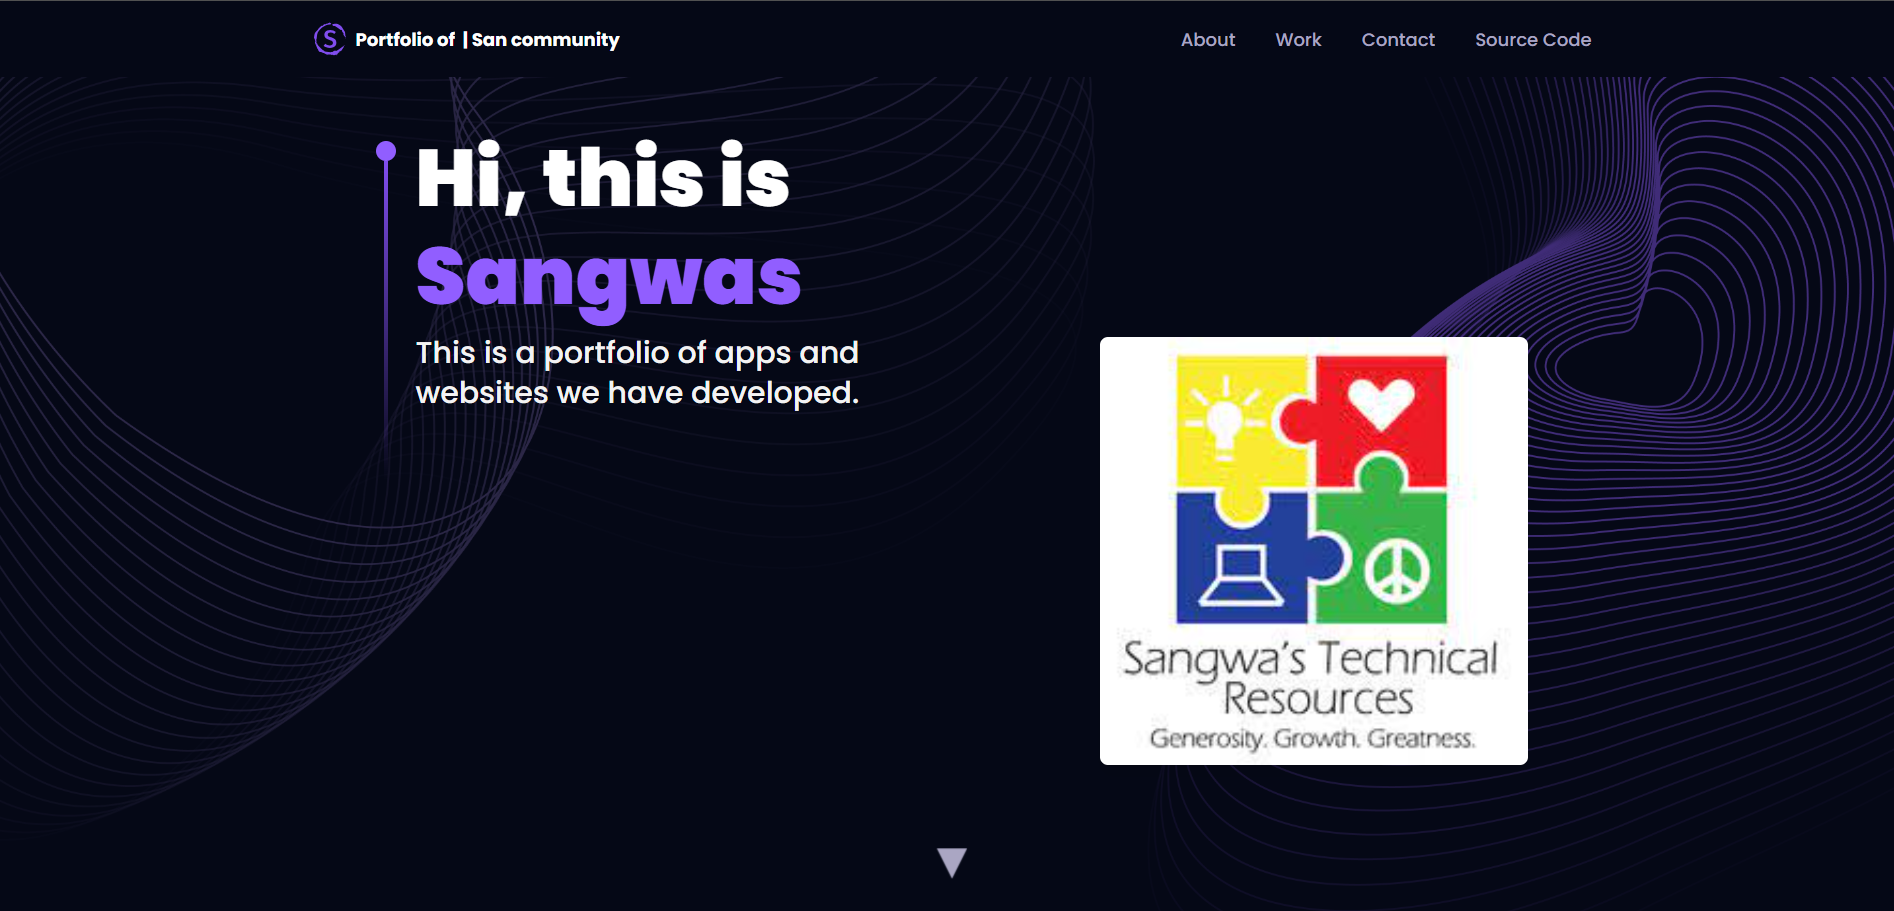 S Portfolio of | San community
About Work Contact Source Code
Hi, this is
Sangwas
This is a portfolio of apps and
websites we have developed.
Sangwa's Technical
Resources
Generosity. Growth. Greatness.